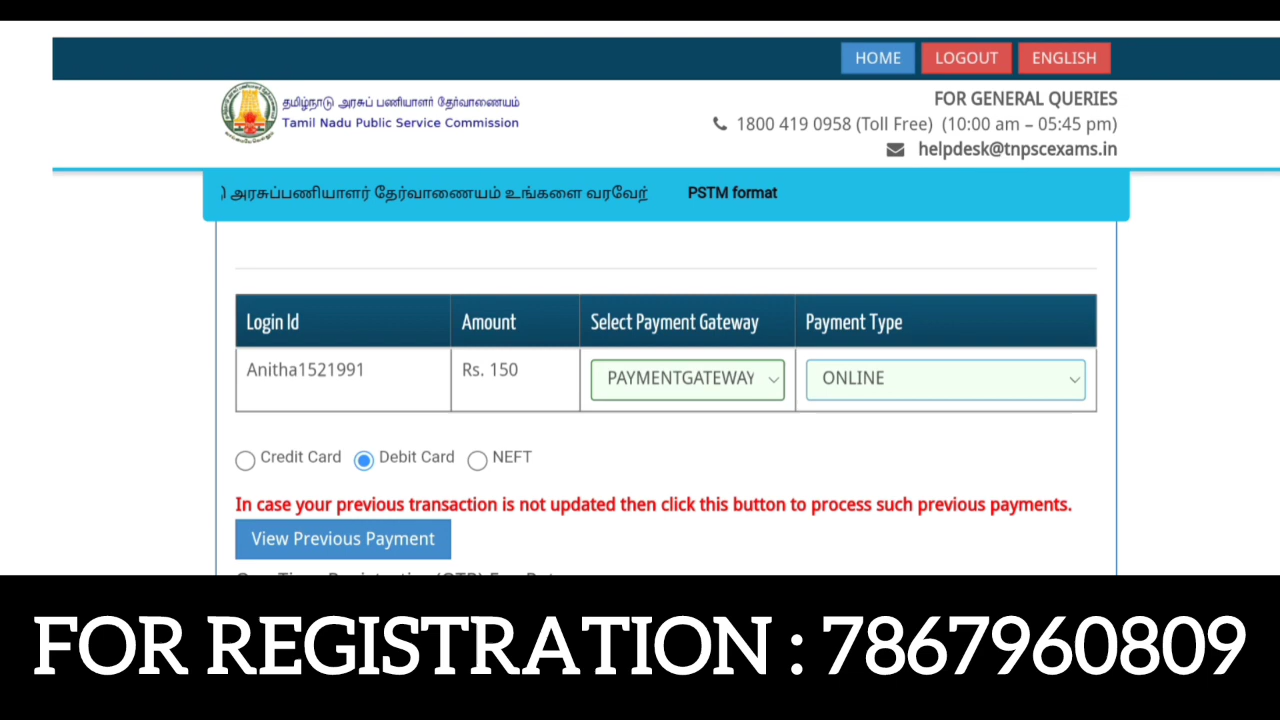 HOME LOGOUT ENGLISH
தமிழ்நாடு அரசுப் பணியாளர் தேர்வாணையம்
Tamil Nadu Public Service Commission
FOR GENERAL QUERIES
1800 419 0958 (Toll Free) (10:00 am – 05:45 pm)
helpdesk@tnpscexams.in
அரசுப்பணியாளர் தேர்வாணையம் உங்களை வரவேற் PSTM format
Login Id Amount Select Payment Gateway Payment Type
Anitha1521991 Rs. 150 PAYMENTGATEWAY ONLINE
Credit Card Debit Card NEFT
In case your previous transaction is not updated then click this button to process such previous payments.
View Previous Payment
FOR REGISTRATION : 7867960809